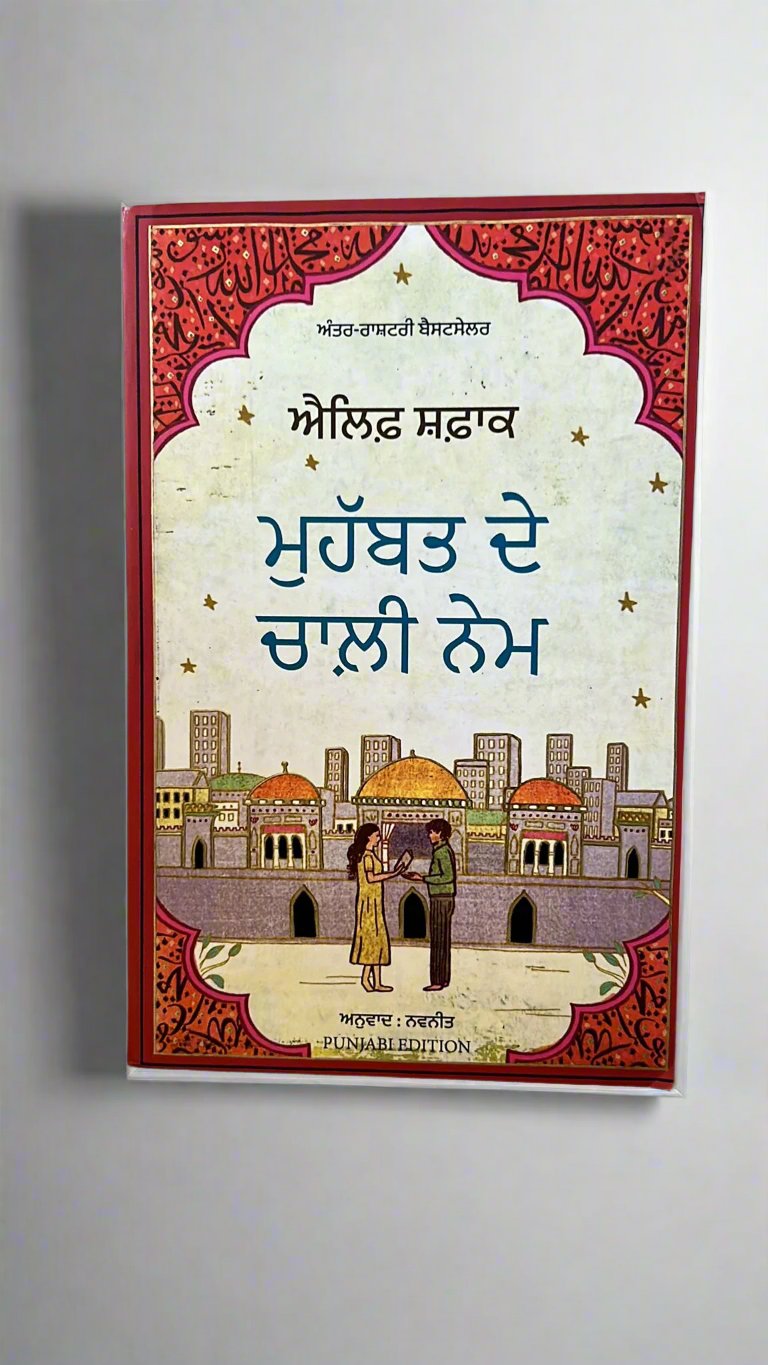 ਅੰਤਰ-ਰਾਸ਼ਟਰੀ ਬੈਸਟਸੇਲਰ
ਐਲਿਫ਼ ਸ਼ਫ਼ਾਕ
ਮੁਹੱਬਤ ਦੇ
ਚਾਲ਼ੀ ਨੇਮ
ਅਨੁਵਾਦ : ਨਵਨੀਤ
PUNJABI EDITION